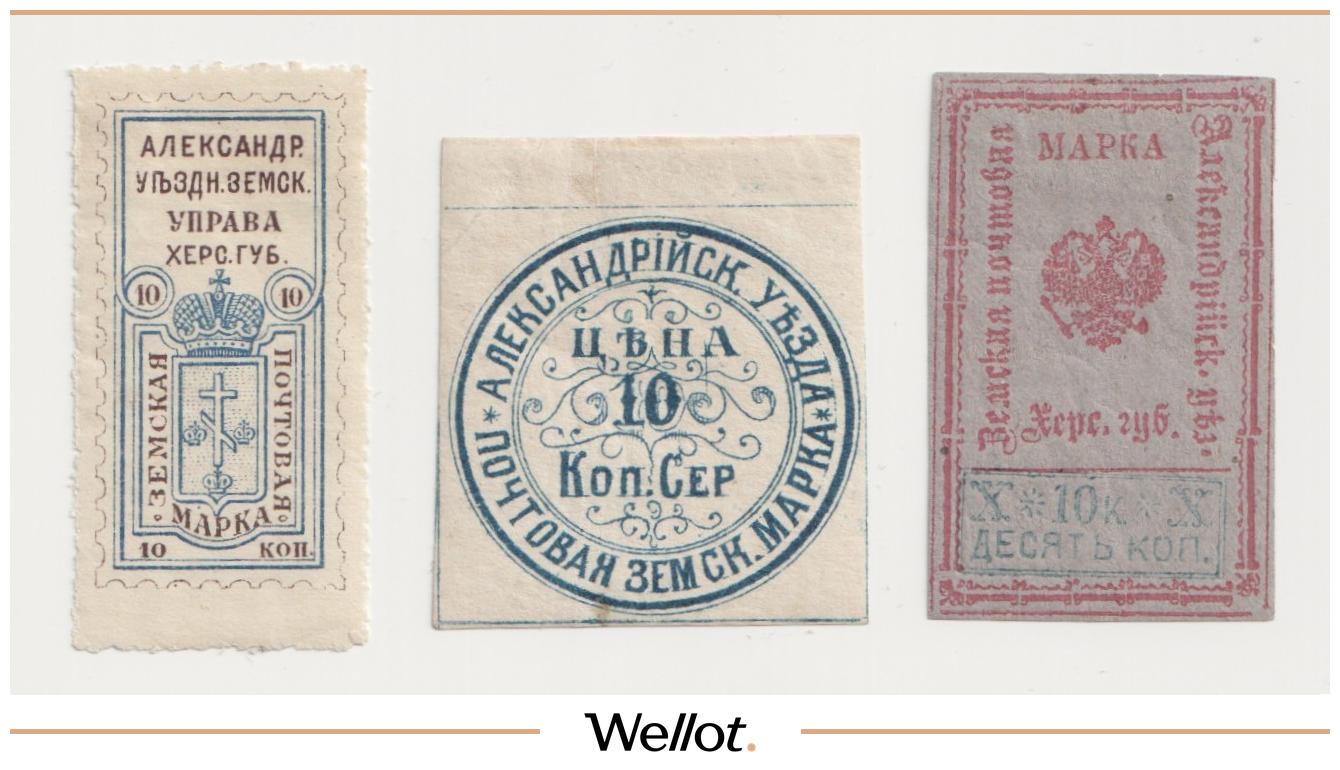 АЛЕКСАНДР.
УѢЗДН.ЗЕМСК.
УПРАВА
ХЕРС.ГУБ.
10 10
ЗЕМСКАЯ
ПОЧТОВАЯ
МАРКА
10 КОП.
АЛЕКСАНДРІЙСК. УѢЗДА
ЦѢНА
10
Коп. Сер
ПОЧТОВАЯ ЗЕМСК. МАРКА
МАРКА
Земская почтовая
Александрійск. уѣз.
Херс. губ.
X * 10к * X
ДЕСЯТЬ КОП.
Wellot.